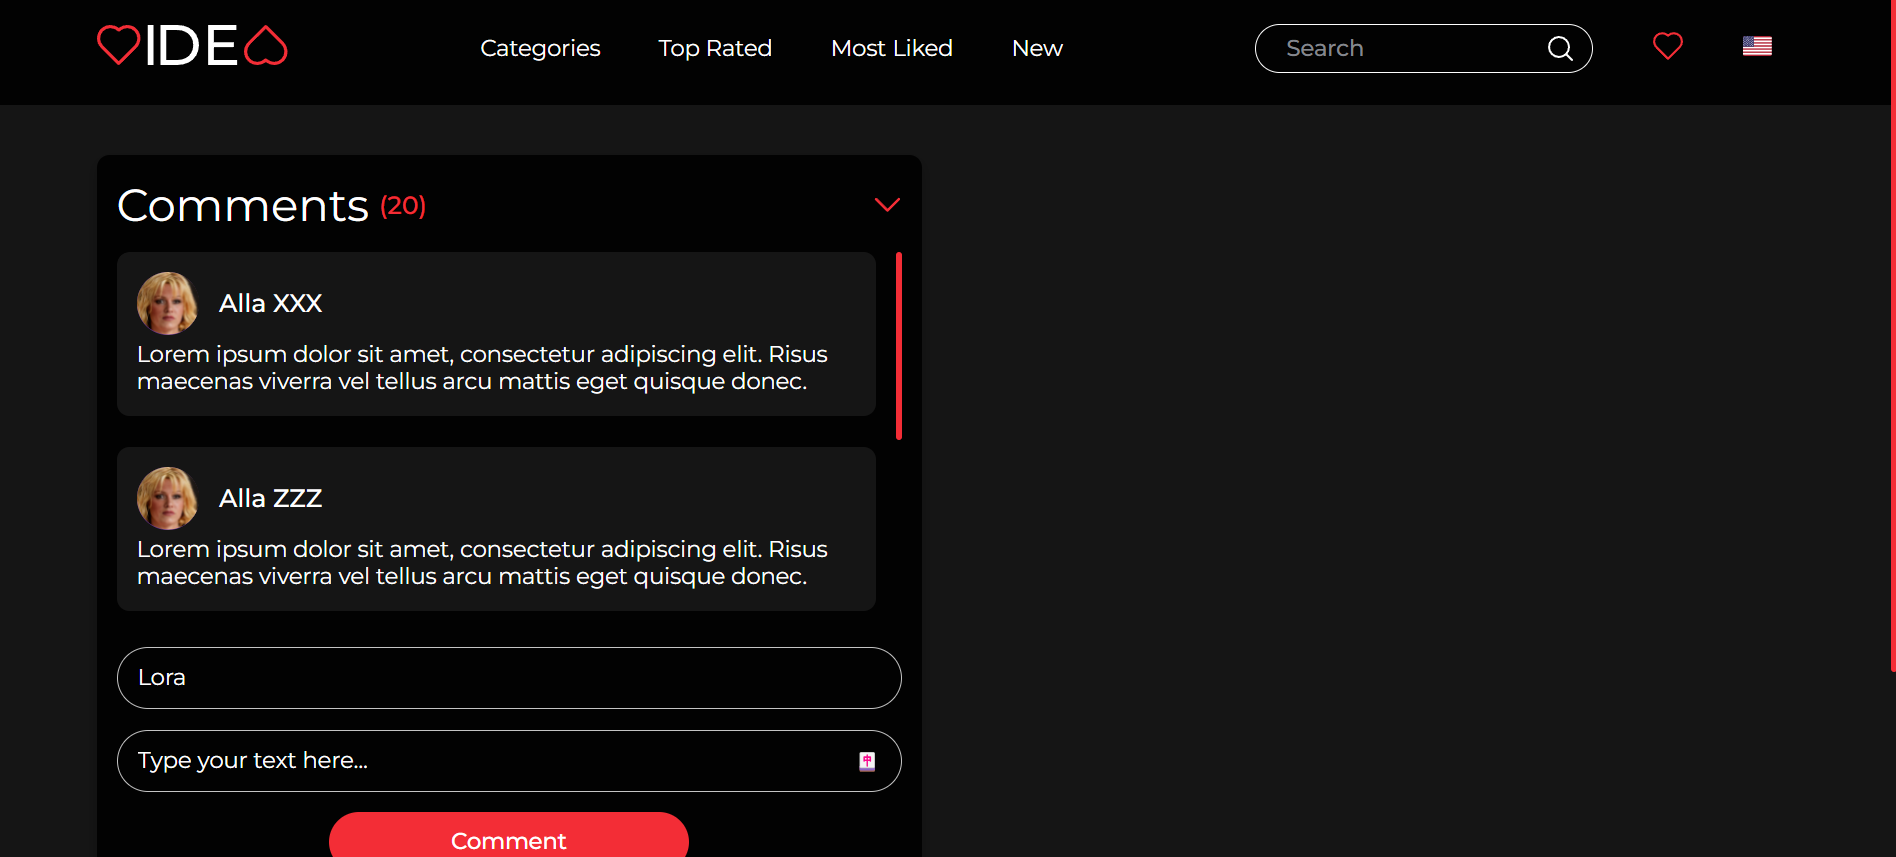 IDE
Categories
Top Rated
Most Liked
New
Search
Comments (20)
Alla XXX
Lorem ipsum dolor sit amet, consectetur adipiscing elit. Risus
maecenas viverra vel tellus arcu mattis eget quisque donec.
Alla ZZZ
Lorem ipsum dolor sit amet, consectetur adipiscing elit. Risus
maecenas viverra vel tellus arcu mattis eget quisque donec.
Lora
Type your text here...
中
Comment